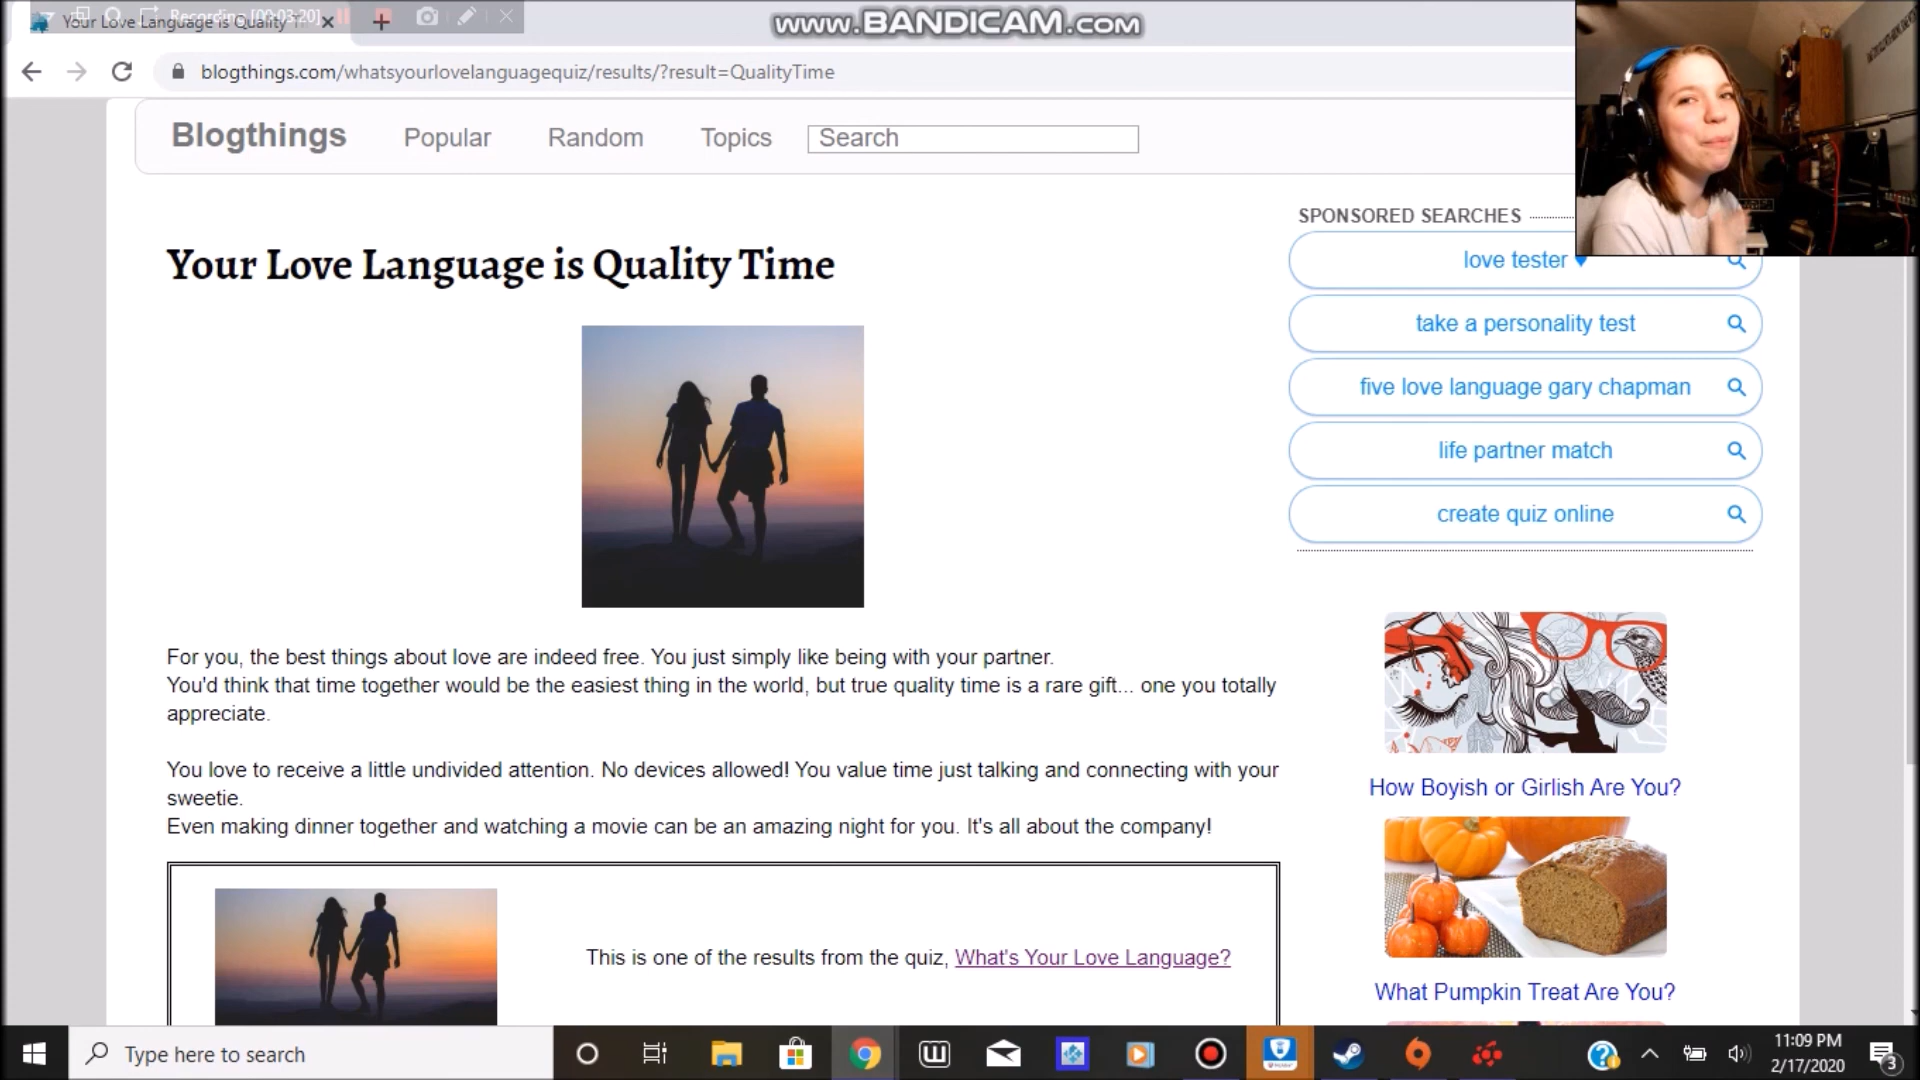 Your Love Language is Quality
Recording [00:03:20]
www.BANDICAM.com
blogthings.com/whatsyourlovelanguagequiz/results/?result=QualityTime
Blogthings
Popular
Random
Topics
Search
SPONSORED SEARCHES
love tester
take a personality test
five love language gary chapman
life partner match
create quiz online
Your Love Language is Quality Time
For you, the best things about love are indeed free. You just simply like being with your partner.
You'd think that time together would be the easiest thing in the world, but true quality time is a rare gift... one you totally
appreciate.
You love to receive a little undivided attention. No devices allowed! You value time just talking and connecting with your
sweetie.
Even making dinner together and watching a movie can be an amazing night for you. It's all about the company!
This is one of the results from the quiz, What's Your Love Language?
How Boyish or Girlish Are You?
What Pumpkin Treat Are You?
Type here to search
11:09 PM
2/17/2020
3